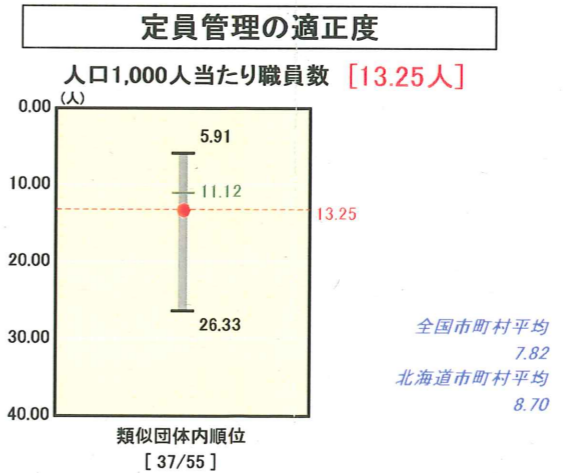 定員管理の適正度
人口1,000人当たり職員数 [13.25人]
(人)
0.00
5.91
10.00
11.12
13.25
20.00
26.33
30.00
40.00
全国市町村平均
7.82
北海道市町村平均
8.70
類似団体内順位
[ 37/55 ]